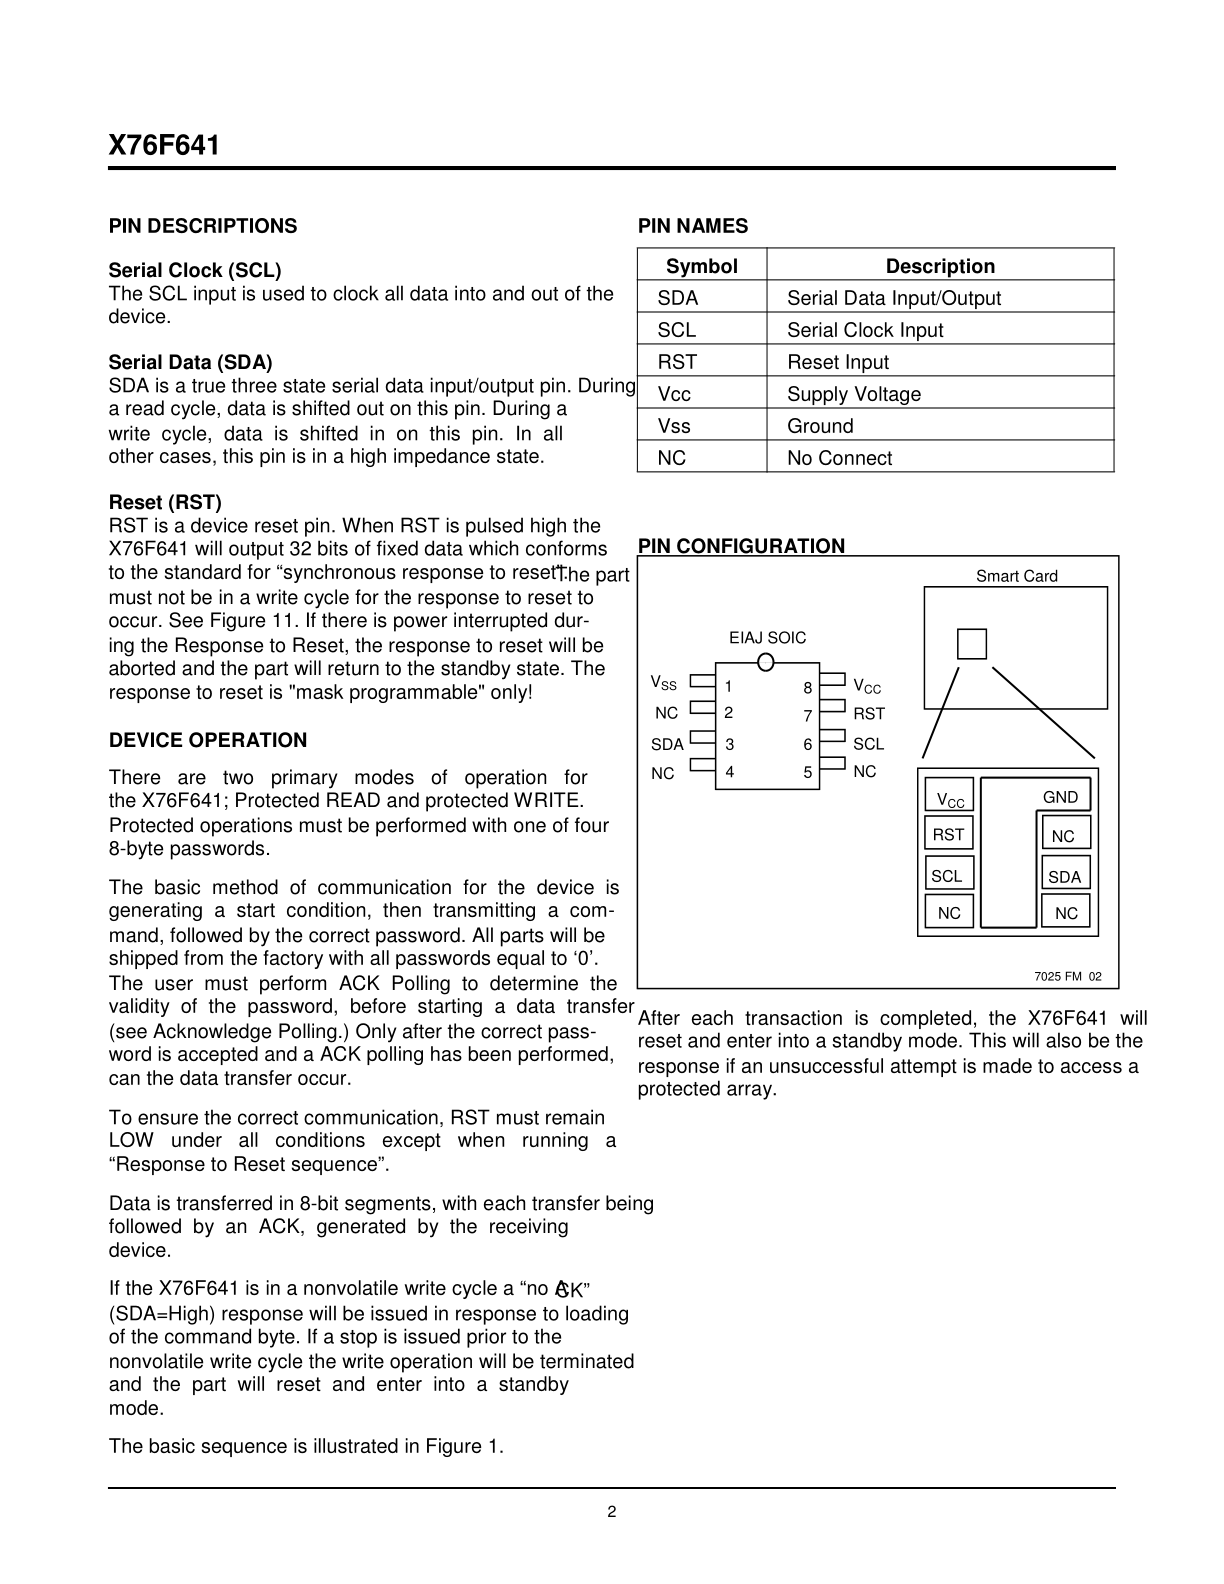 X76F641
PIN DESCRIPTIONS
Serial Clock (SCL)
The SCL input is used to clock all data into and out of the
device.
Serial Data (SDA)
SDA is a true three state serial data input/output pin. During
a read cycle, data is shifted out on this pin. During a
write cycle, data is shifted in on this pin. In all
other cases, this pin is in a high impedance state.
Reset (RST)
RST is a device reset pin. When RST is pulsed high the
X76F641 will output 32 bits of fixed data which conforms
to the standard for “synchronous response to reset”. The part
must not be in a write cycle for the response to reset to
occur. See Figure 11. If there is power interrupted dur-
ing the Response to Reset, the response to reset will be
aborted and the part will return to the standby state. The
response to reset is "mask programmable" only!
DEVICE OPERATION
There are two primary modes of operation for
the X76F641; Protected READ and protected WRITE.
Protected operations must be performed with one of four
8-byte passwords.
The basic method of communication for the device is
generating a start condition, then transmitting a com-
mand, followed by the correct password. All parts will be
shipped from the factory with all passwords equal to ‘0’.
The user must perform ACK Polling to determine the
validity of the password, before starting a data transfer
(see Acknowledge Polling.) Only after the correct pass-
word is accepted and a ACK polling has been performed,
can the data transfer occur.
To ensure the correct communication, RST must remain
LOW under all conditions except when running a
“Response to Reset sequence”.
Data is transferred in 8-bit segments, with each transfer being
followed by an ACK, generated by the receiving
device.
If the X76F641 is in a nonvolatile write cycle a “no ACK”
(SDA=High) response will be issued in response to loading
of the command byte. If a stop is issued prior to the
nonvolatile write cycle the write operation will be terminated
and the part will reset and enter into a standby
mode.
The basic sequence is illustrated in Figure 1.
PIN NAMES
Symbol Description
SDA Serial Data Input/Output
SCL Serial Clock Input
RST Reset Input
Vcc Supply Voltage
Vss Ground
NC No Connect
PIN CONFIGURATION
Smart Card
EIAJ SOIC
VSS 1 8 VCC
NC 2 7 RST
SDA 3 6 SCL
NC 4 5 NC
VCC GND
RST NC
SCL SDA
NC NC
7025 FM 02
After each transaction is completed, the X76F641 will
reset and enter into a standby mode. This will also be the
response if an unsuccessful attempt is made to access a
protected array.
2